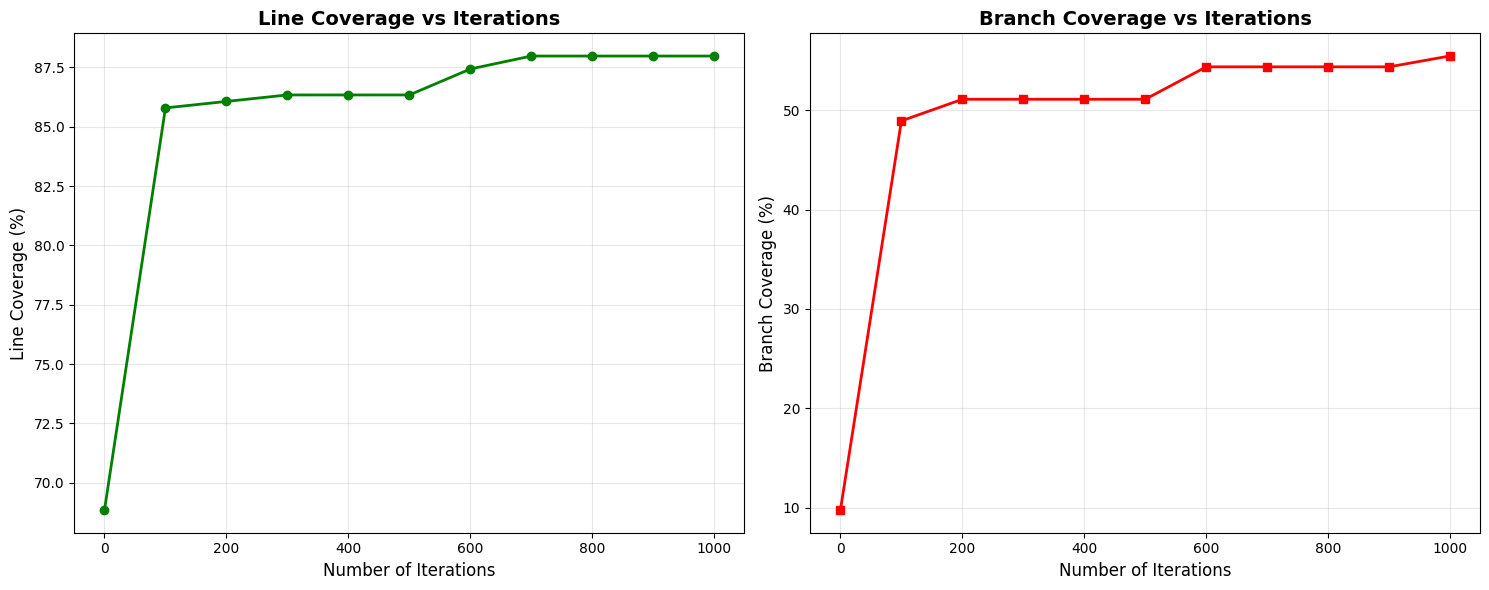 Line Coverage vs Iterations
Line Coverage (%)
87.5
85.0
82.5
80.0
77.5
75.0
72.5
70.0
0 200 400 600 800 1000
Number of Iterations
Branch Coverage vs Iterations
Branch Coverage (%)
50
40
30
20
10
0 200 400 600 800 1000
Number of Iterations